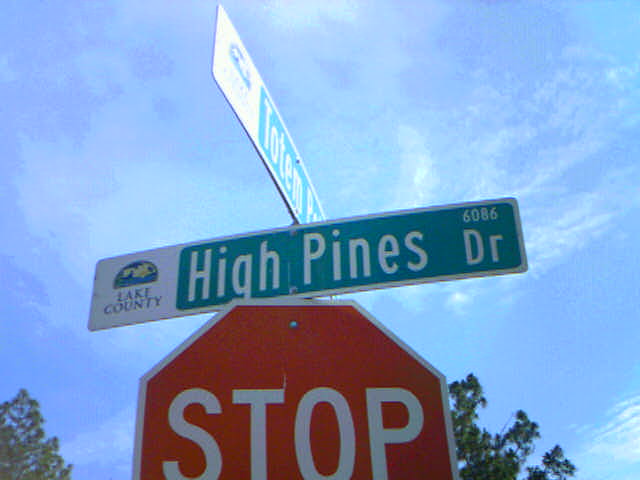 Totem
6086
High Pines Dr
LAKE
COUNTY
STOP